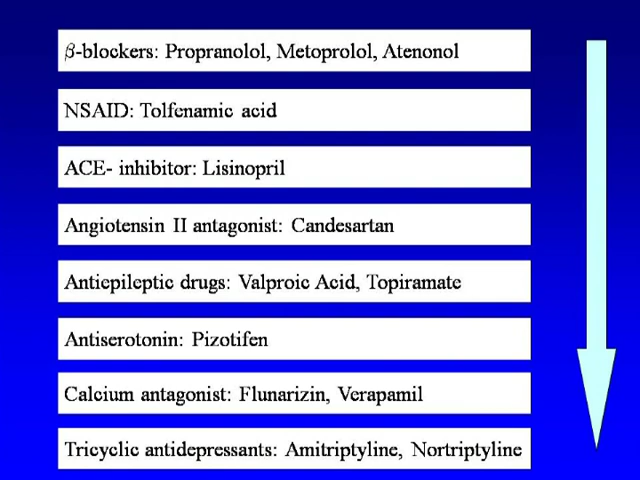 β-blockers: Propranolol, Metoprolol, Atenonol
NSAID: Tolfenamic acid
ACE- inhibitor: Lisinopril
Angiotensin II antagonist: Candesartan
Antiepileptic drugs: Valproic Acid, Topiramate
Antiserotonin: Pizotifen
Calcium antagonist: Flunarizin, Verapamil
Tricyclic antidepressants: Amitriptyline, Nortriptyline